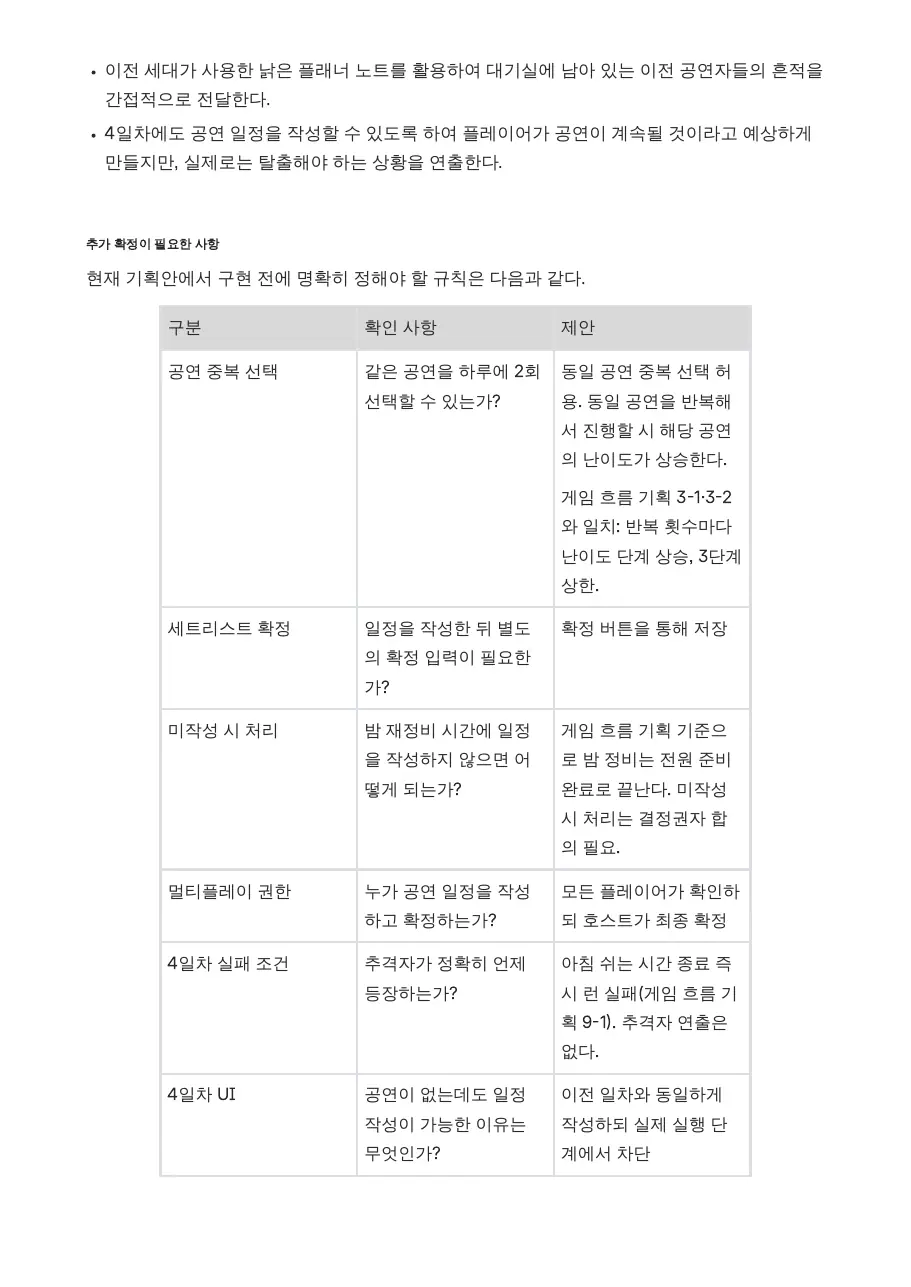 • 이전 세대가 사용한 낡은 플래너 노트를 활용하여 대기실에 남아 있는 이전 공연자들의 흔적을
간접적으로 전달한다.
• 4일차에도 공연 일정을 작성할 수 있도록 하여 플레이어가 공연이 계속될 것이라고 예상하게
만들지만, 실제로는 탈출해야 하는 상황을 연출한다.
추가 확정이 필요한 사항
현재 기획안에서 구현 전에 명확히 정해야 할 규칙은 다음과 같다.
구분
확인 사항
제안
공연 중복 선택
같은 공연을 하루에 2회
선택할 수 있는가?
동일 공연 중복 선택 허
용. 동일 공연을 반복해
서 진행할 시 해당 공연
의 난이도가 상승한다.
게임 흐름 기획 3-1·3-2
와 일치: 반복 횟수마다
난이도 단계 상승, 3단계
상한.
세트리스트 확정
일정을 작성한 뒤 별도
의 확정 입력이 필요한
가?
확정 버튼을 통해 저장
미작성 시 처리
밤 재정비 시간에 일정
을 작성하지 않으면 어
떻게 되는가?
게임 흐름 기획 기준으
로 밤 정비는 전원 준비
완료로 끝난다. 미작성
시 처리는 결정권자 합
의 필요.
멀티플레이 권한
누가 공연 일정을 작성
하고 확정하는가?
모든 플레이어가 확인하
되 호스트가 최종 확정
4일차 실패 조건
추격자가 정확히 언제
등장하는가?
아침 쉬는 시간 종료 즉
시 런 실패(게임 흐름 기
획 9-1). 추격자 연출은
없다.
4일차 UI
공연이 없는데도 일정
작성이 가능한 이유는
무엇인가?
이전 일차와 동일하게
작성하되 실제 실행 단
계에서 차단